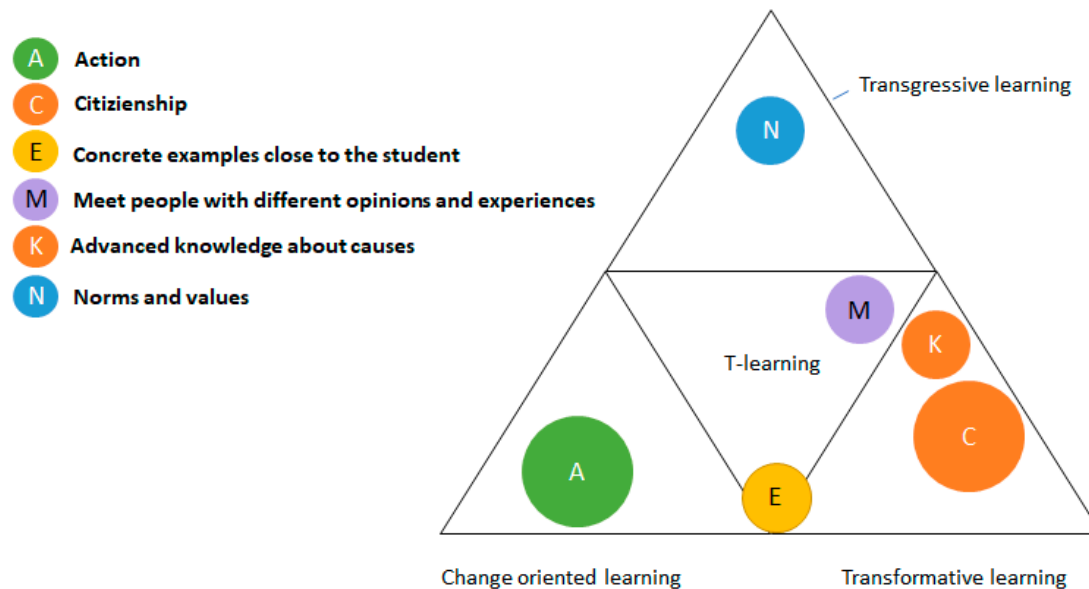 A Action
C Citizienship
E Concrete examples close to the student
M Meet people with different opinions and experiences
K Advanced knowledge about causes
N Norms and values
Transgressive learning
N
M
K
T-learning
C
A
E
Change oriented learning
Transformative learning